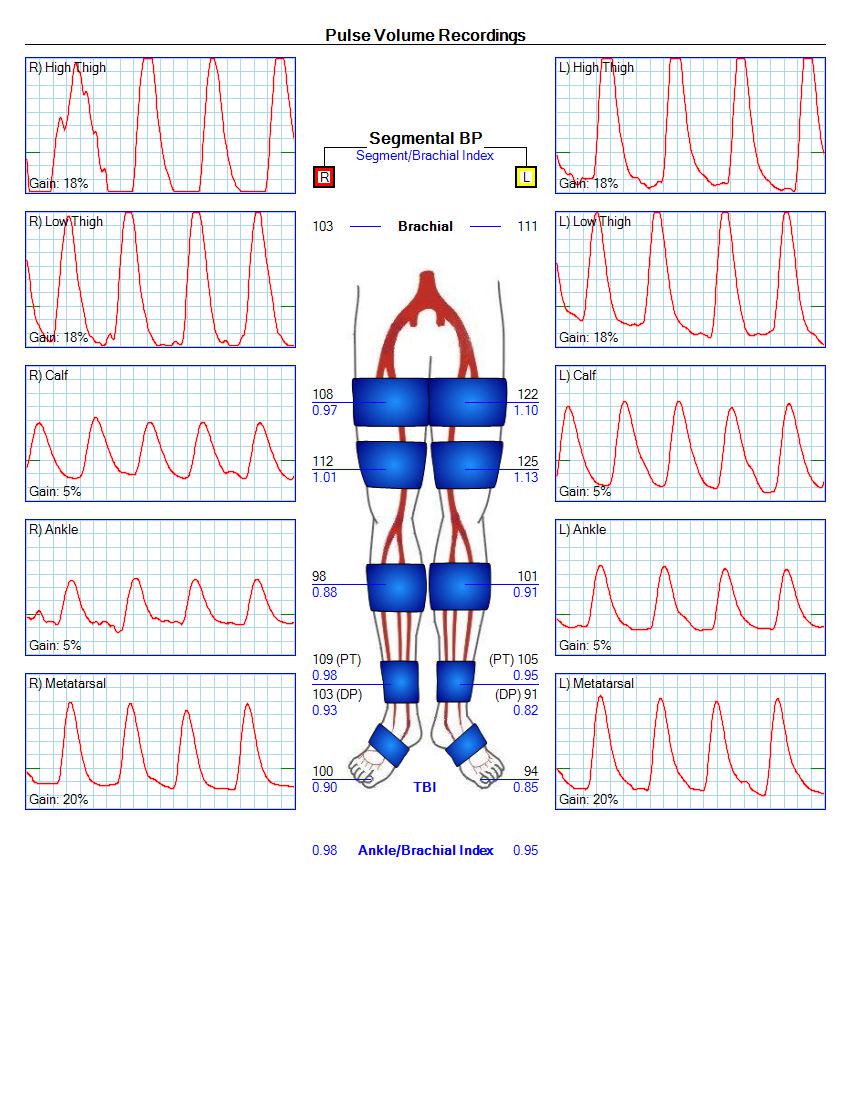 Pulse Volume Recordings
R) High Thigh
Gain: 18%
R) Low Thigh
Gain: 18%
R) Calf
Gain: 5%
R) Ankle
Gain: 5%
R) Metatarsal
Gain: 20%
Segmental BP
Segment/Brachial Index
R L
103 Brachial 111
108 122
0.97 1.10
112 125
1.01 1.13
98 101
0.88 0.91
109 (PT) (PT) 105
0.98 0.95
103 (DP) (DP) 91
0.93 0.82
100 94
0.90 TBI 0.85
0.98 Ankle/Brachial Index 0.95
L) High Thigh
Gain: 18%
L) Low Thigh
Gain: 18%
L) Calf
Gain: 5%
L) Ankle
Gain: 5%
L) Metatarsal
Gain: 20%